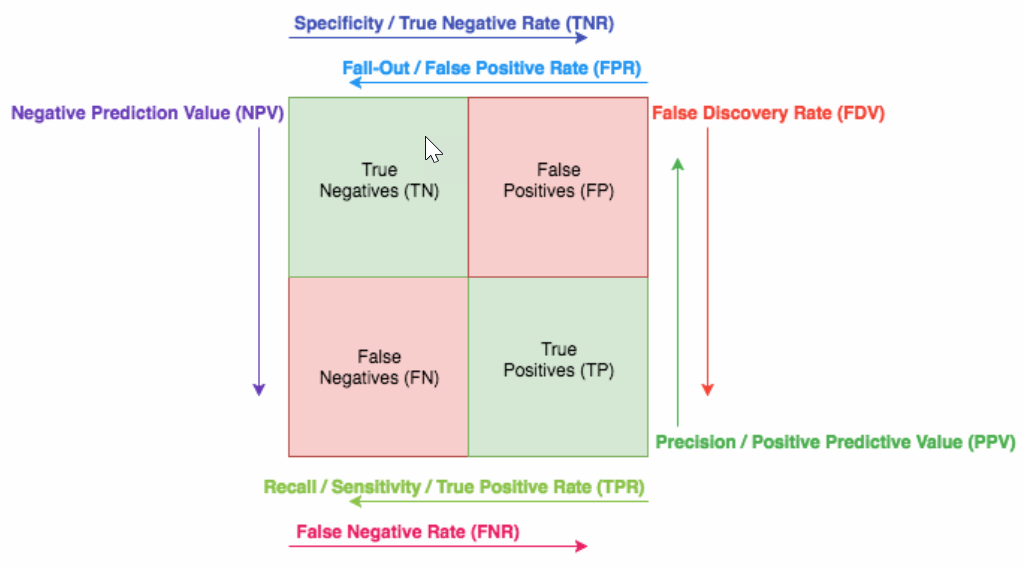 Specificity / True Negative Rate (TNR)
Fall-Out / False Positive Rate (FPR)
Negative Prediction Value (NPV)
False Discovery Rate (FDV)
True
Negatives (TN)
False
Positives (FP)
False
Negatives (FN)
True
Positives (TP)
Precision / Positive Predictive Value (PPV)
Recall / Sensitivity / True Positive Rate (TPR)
False Negative Rate (FNR)